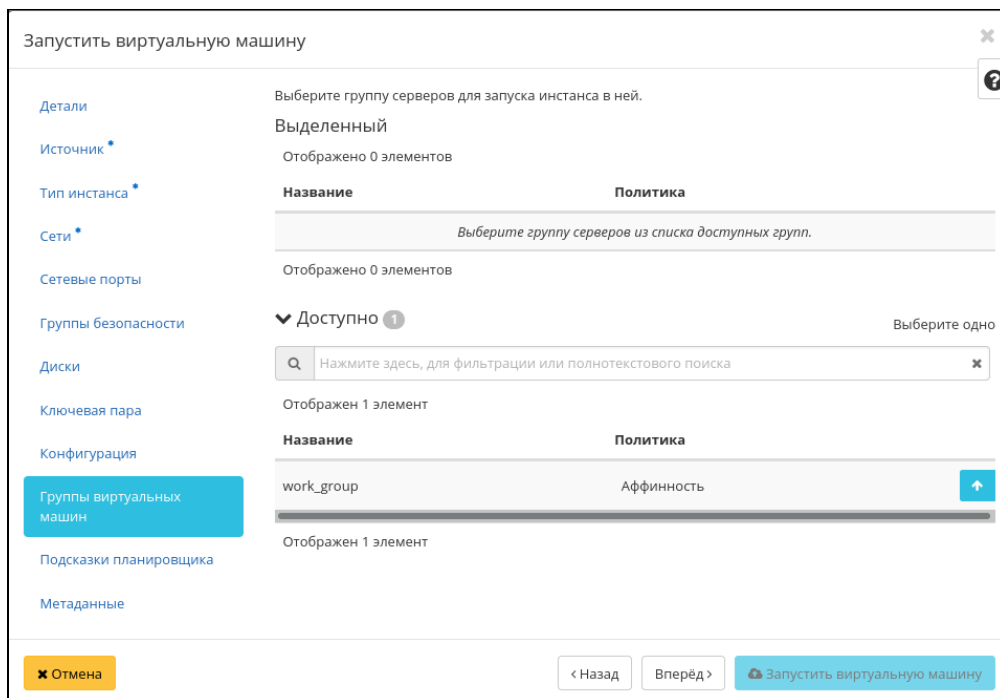 Запустить виртуальную машину
Детали
Источник
Тип инстанса
Сети
Сетевые порты
Группы безопасности
Диски
Ключевая пара
Конфигурация
Группы виртуальных
машин
Подсказки планировщика
Метаданные
Выберите группу серверов для запуска инстанса в ней.
Выделенный
Отображено 0 элементов
Название Политика
Выберите группу серверов из списка доступных групп.
Отображено 0 элементов
Доступно 1
Выберите одно
Нажмите здесь, для фильтрации или полнотекстового поиска
Отображен 1 элемент
Название Политика
work_group Аффинность
Отображен 1 элемент
Отмена
Назад
Вперёд
Запустить виртуальную машину